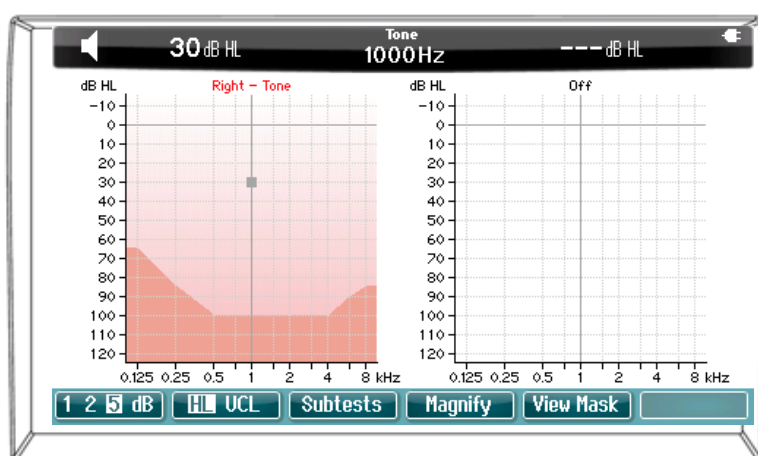 Tone
30 dB HL 1000Hz ---dB HL
dB HL Right - Tone dB HL Off
-10 -10
0 0
10 10
20 20
30 30
40 40
50 50
60 60
70 70
80 80
90 90
100 100
110 110
120 120
0.125 0.25 0.5 1 2 4 8 kHz 0.125 0.25 0.5 1 2 4 8 kHz
1 2 5 dB HL UCL Subtests Magnify View Mask